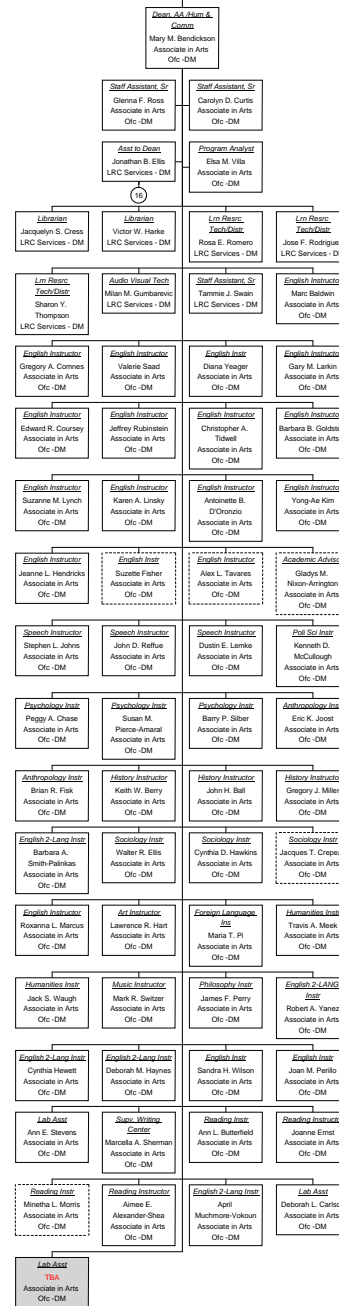 Dean, AA /Hum &
Comm
Mary M. Bendickson
Associate in Arts
Ofc -DM
Staff Assistant, Sr
Glenna F. Ross
Associate in Arts
Ofc -DM
Staff Assistant, Sr
Carolyn D. Curtis
Associate in Arts
Ofc -DM
Asst to Dean
Jonathan B. Ellis
LRC Services - DM
Program Analyst
Elsa M. Villa
Associate in Arts
Ofc -DM
16
Librarian
Jacquelyn S. Cress
LRC Services - DM
Librarian
Victor W. Harke
LRC Services - DM
Lrn Resrc
Tech/Distr
Rosa E. Romero
LRC Services - DM
Lrn Resrc
Tech/Distr
Jose F. Rodrigue
LRC Services - D
Lrn Resrc
Tech/Distr
Sharon Y.
Thompson
LRC Services - DM
Audio Visual Tech
Milan M. Gumbarevic
LRC Services - DM
Staff Assistant, Sr
Tammie J. Swain
LRC Services - DM
English Instructo
Marc Baldwin
Associate in Arts
Ofc -DM
English Instructor
Gregory A. Comnes
Associate in Arts
Ofc -DM
English Instructor
Valerie Saad
Associate in Arts
Ofc -DM
English Instr
Diana Yeager
Associate in Arts
Ofc -DM
English Instructo
Gary M. Larkin
Associate in Arts
Ofc -DM
English Instructor
Edward R. Coursey
Associate in Arts
Ofc -DM
English Instructor
Jeffrey Rubinstein
Associate in Arts
Ofc -DM
English Instructor
Christopher A.
Tidwell
Associate in Arts
Ofc -DM
English Instructo
Barbara B. Goldste
Associate in Arts
Ofc -DM
English Instructor
Suzanne M. Lynch
Associate in Arts
Ofc -DM
English Instructor
Karen A. Linsky
Associate in Arts
Ofc -DM
English Instructor
Antoinette B.
D'Oronzio
Associate in Arts
Ofc -DM
English Instructo
Yong-Ae Kim
Associate in Arts
Ofc -DM
English Instructor
Jeanne L. Hendricks
Associate in Arts
Ofc -DM
English Instr
Suzette Fisher
Associate in Arts
Ofc -DM
English Instructor
Alex L. Tavares
Associate in Arts
Ofc -DM
Academic Adviso
Gladys M.
Nixon-Arrington
Associate in Arts
Ofc -DM
Speech Instructor
Stephen L. Johns
Associate in Arts
Ofc -DM
Speech Instructor
John D. Reffue
Associate in Arts
Ofc -DM
Speech Instructor
Dustin E. Lemke
Associate in Arts
Ofc -DM
Poli Sci Instr
Kenneth D.
McCullough
Associate in Arts
Ofc -DM
Psychology Instr
Peggy A. Chase
Associate in Arts
Ofc -DM
Psychology Instr
Susan M.
Pierce-Amaral
Associate in Arts
Ofc -DM
Psychology Instr
Barry P. Silber
Associate in Arts
Ofc -DM
Anthropology Ins
Eric K. Joost
Associate in Arts
Ofc -DM
Anthropology Instr
Brian R. Fisk
Associate in Arts
Ofc -DM
History Instructor
Keith W. Berry
Associate in Arts
Ofc -DM
History Instructor
John H. Ball
Associate in Arts
Ofc -DM
History Instructo
Gregory J. Miller
Associate in Arts
Ofc -DM
English 2-Lang Instr
Barbara A.
Smith-Palinkas
Associate in Arts
Ofc -DM
Sociology Instr
Walter R. Ellis
Associate in Arts
Ofc -DM
Sociology Instr
Cynthia D. Hawkins
Associate in Arts
Ofc -DM
Sociology Instr
Jacques T. Crepea
Associate in Arts
Ofc -DM
English Instructor
Roxanna L. Marcus
Associate in Arts
Ofc -DM
Art Instructor
Lawrence R. Hart
Associate in Arts
Ofc -DM
Foreign Language
Ins
Maria T. Pi
Associate in Arts
Ofc -DM
Humanities Instr
Travis A. Meek
Associate in Arts
Ofc -DM
Humanities Instr
Jack S. Waugh
Associate in Arts
Ofc -DM
Music Instructor
Mark R. Switzer
Associate in Arts
Ofc -DM
Philosophy Instr
James F. Perry
Associate in Arts
Ofc -DM
English 2-LANG
Instr
Robert A. Yanez
Associate in Arts
Ofc -DM
English 2-Lang Instr
Cynthia Hewett
Associate in Arts
Ofc -DM
English 2-Lang Instr
Deborah M. Haynes
Associate in Arts
Ofc -DM
English Instr
Sandra H. Wilson
Associate in Arts
Ofc -DM
English Instr
Joan M. Perillo
Associate in Arts
Ofc -DM
Lab Asst
Ann E. Stevens
Associate in Arts
Ofc -DM
Supv, Writing
Center
Marcella A. Sherman
Associate in Arts
Ofc -DM
Reading Instr
Ann L. Butterfield
Associate in Arts
Ofc -DM
Reading Instructo
Joanne Ernst
Associate in Arts
Ofc -DM
Reading Instr
Minetha L. Morris
Associate in Arts
Ofc -DM
Reading Instructor
Aimee E.
Alexander-Shea
Associate in Arts
Ofc -DM
English 2-Lang Instr
April
Muchmore-Vokoun
Associate in Arts
Ofc -DM
Lab Asst
Deborah L. Carlso
Associate in Arts
Ofc -DM
Lab Asst
TBA
Associate in Arts
Ofc -DM